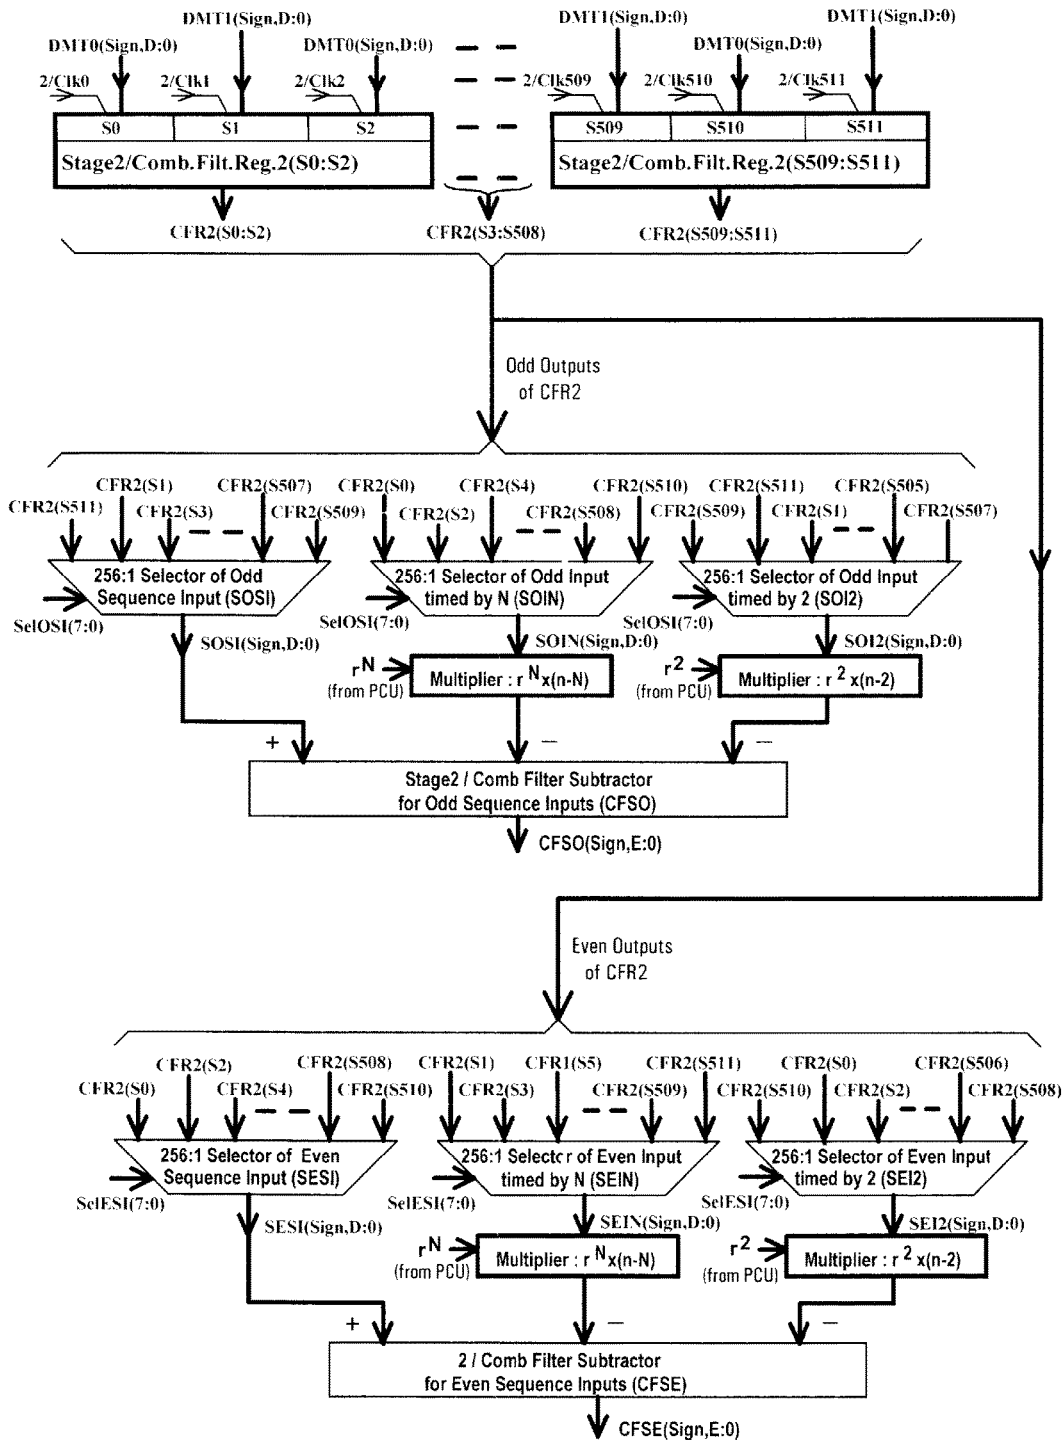 DMT1(Sign,D:0) DMT1(Sign,D:0) DMT1(Sign,D:0)
DMT0(Sign,D:0) DMT0(Sign,D:0) DMT0(Sign,D:0)
2/Clk0 2/Clk1 2/Clk2 2/Clk509 2/Clk510 2/Clk511
S0 S1 S2 S509 S510 S511
Stage2/Comb.Filt.Reg.2(S0:S2) Stage2/Comb.Filt.Reg.2(S509:S511)
CFR2(S0:S2) CFR2(S3:S508) CFR2(S509:S511)
Odd Outputs
of CFR2
CFR2(S1) CFR2(S507) CFR2(S0) CFR2(S4) CFR2(S510) CFR2(S511) CFR2(S505)
CFR2(S511) CFR2(S3) CFR2(S509) CFR2(S2) CFR2(S508) CFR2(S509) CFR2(S1) CFR2(S507)
256:1 Selector of Odd 256:1 Selector of Odd Input 256:1 Selector of Odd Input
Sequence Input (SOSI) timed by N (SOIN) timed by 2 (SOI2)
SelOSI(7:0) SelOSI(7:0) SelOSI(7:0)
SOSI(Sign,D:0) SOIN(Sign,D:0) SOI2(Sign,D:0)
r N Multiplier : r N x(n-N) r 2 Multiplier : r 2 x(n-2)
(from PCU) (from PCU)
+ − −
Stage2 / Comb Filter Subtractor
for Odd Sequence Inputs (CFSO)
CFSO(Sign,E:0)
Even Outputs
of CFR2
CFR2(S2) CFR2(S508) CFR2(S1) CFR1(S5) CFR2(S511) CFR2(S0) CFR2(S506)
CFR2(S0) CFR2(S4) CFR2(S510) CFR2(S3) CFR2(S509) CFR2(S510) CFR2(S2) CFR2(S508)
256:1 Selector of Even 256:1 Selector of Even Input 256:1 Selector of Even Input
Sequence Input (SESI) timed by N (SEIN) timed by 2 (SEI2)
SelESI(7:0) SelESI(7:0) SelESI(7:0)
SESI(Sign,D:0) SEIN(Sign,D:0) SEI2(Sign,D:0)
r N Multiplier : r N x(n-N) r 2 Multiplier : r 2 x(n-2)
(from PCU) (from PCU)
+ − −
2 / Comb Filter Subtractor
for Even Sequence Inputs (CFSE)
CFSE(Sign,E:0)